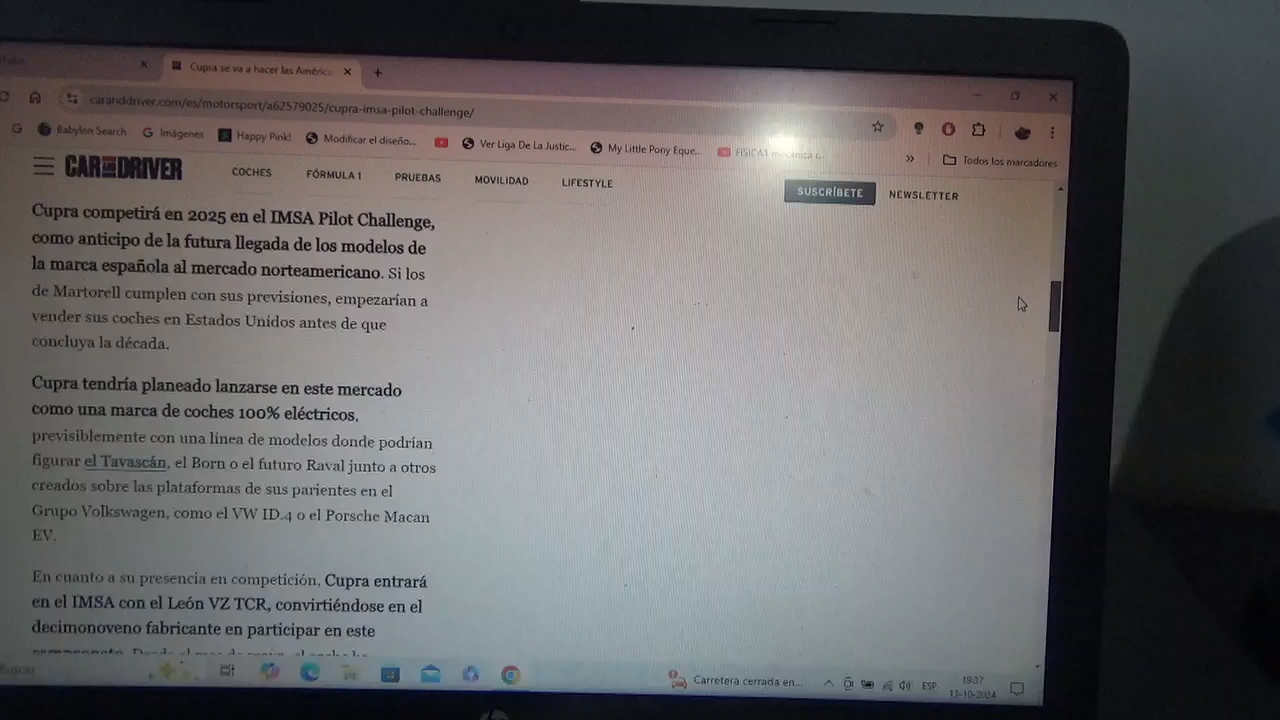 Cupra se va a hacer las América
caranddriver.com/es/motorsport/a62579025/cupra-imsa-pilot-challenge/
Babylon Search
Imágenes
Happy Pink!
Modificar el diseño...
Ver Liga De La Justic...
My Little Pony Eque...
Todos los marcadores
CAR AND DRIVER
COCHES
FÓRMULA 1
PRUEBAS
MOVILIDAD
LIFESTYLE
SUSCRÍBETE
NEWSLETTER
Cupra competirá en 2025 en el IMSA Pilot Challenge,
como anticipo de la futura llegada de los modelos de
la marca española al mercado norteamericano. Si los
de Martorell cumplen con sus previsiones, empezarían a
vender sus coches en Estados Unidos antes de que
concluya la década.
Cupra tendría planeado lanzarse en este mercado
como una marca de coches 100% eléctricos,
previsiblemente con una línea de modelos donde podrían
figurar el Tavascán, el Born o el futuro Raval junto a otros
creados sobre las plataformas de sus parientes en el
Grupo Volkswagen, como el VW ID.4 o el Porsche Macan
EV.
En cuanto a su presencia en competición, Cupra entrará
en el IMSA con el León VZ TCR, convirtiéndose en el
decimonoveno fabricante en participar en este
Buscar
Carretera cerrada en...
ESP
19:37
13-10-2024